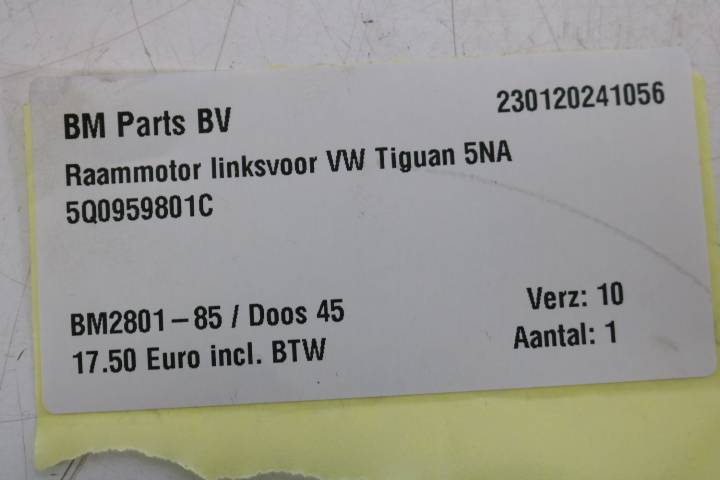 BM Parts BV
230120241056
Raammotor linksvoor VW Tiguan 5NA
5Q0959801C
BM2801-85 / Doos 45
Verz: 10
17.50 Euro incl. BTW
Aantal: 1